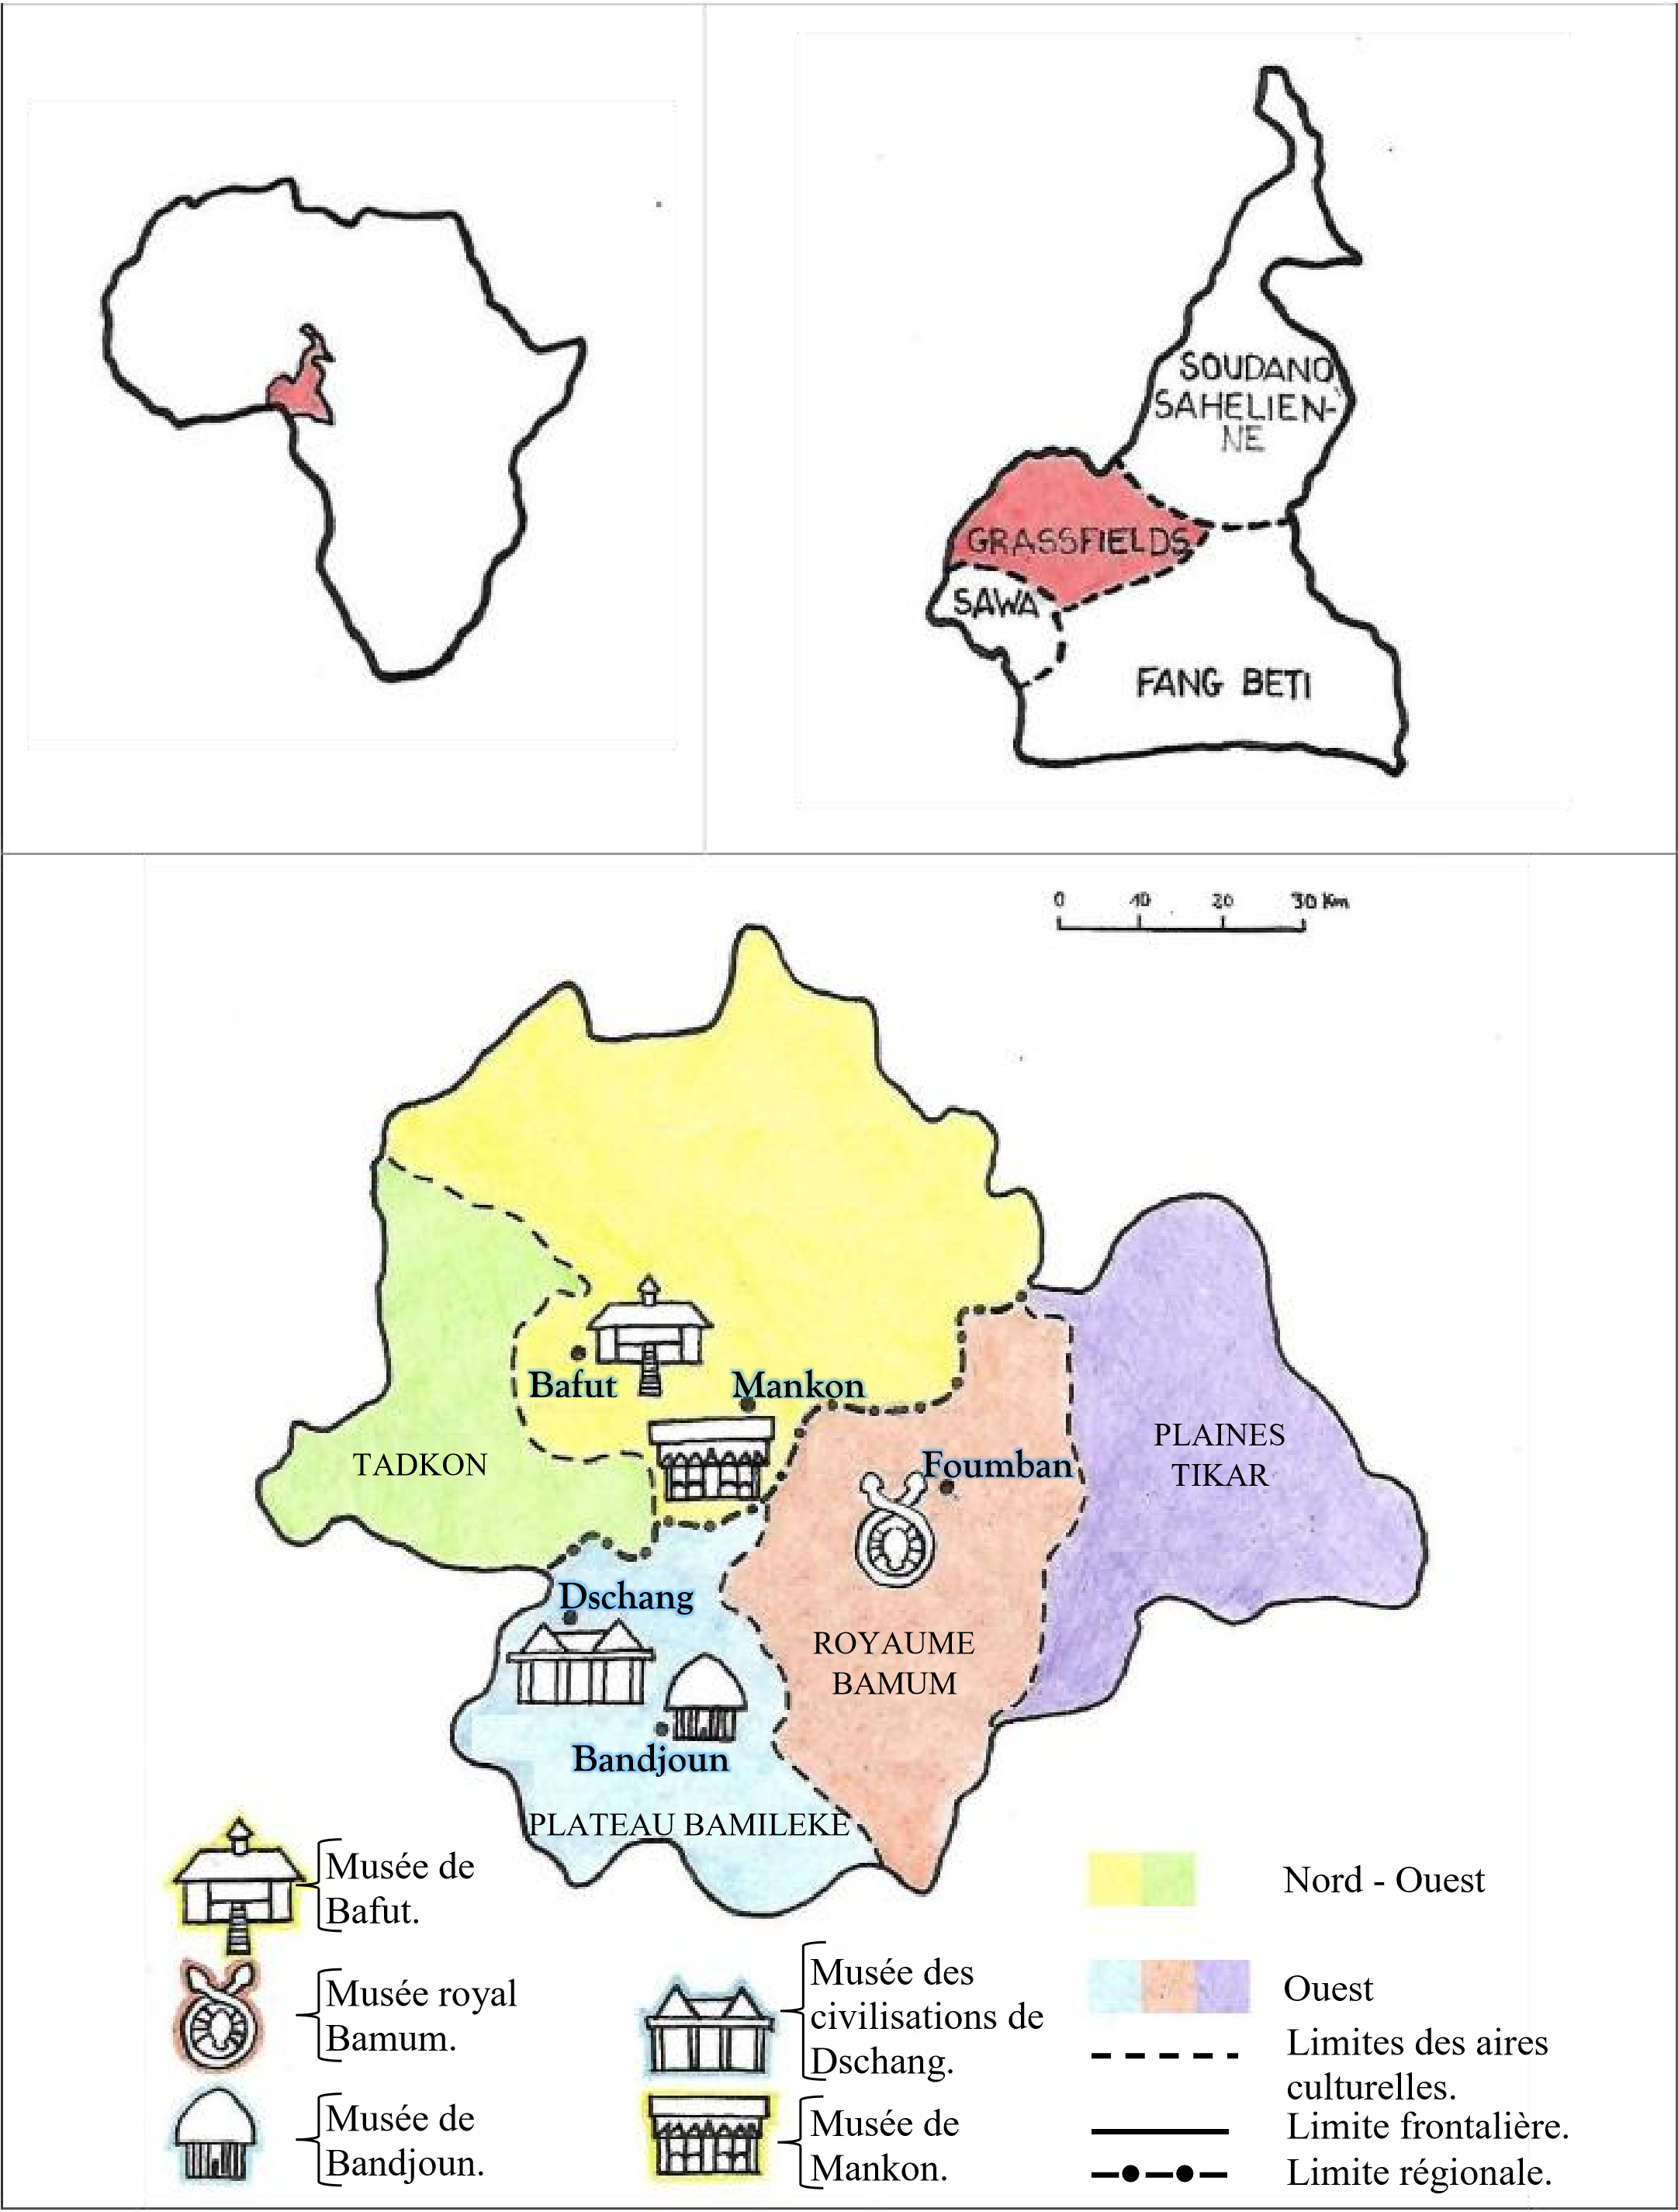 SOUDANO
SAHELIEN-
NE
GRASSFIELDS
SAWA
FANG BETI
0 10 20 30 Km
Bafut
Mankon
TADKON
Foumban
PLAINES
TIKAR
Dschang
ROYAUME
BAMUM
Bandjoun
PLATEAU BAMILEKE
Musée de
Bafut.
Musée royal
Bamum.
Musée de
Bandjoun.
Musée des
civilisations de
Dschang.
Musée de
Mankon.
Nord - Ouest
Ouest
Limites des aires
culturelles.
Limite frontalière.
Limite régionale.